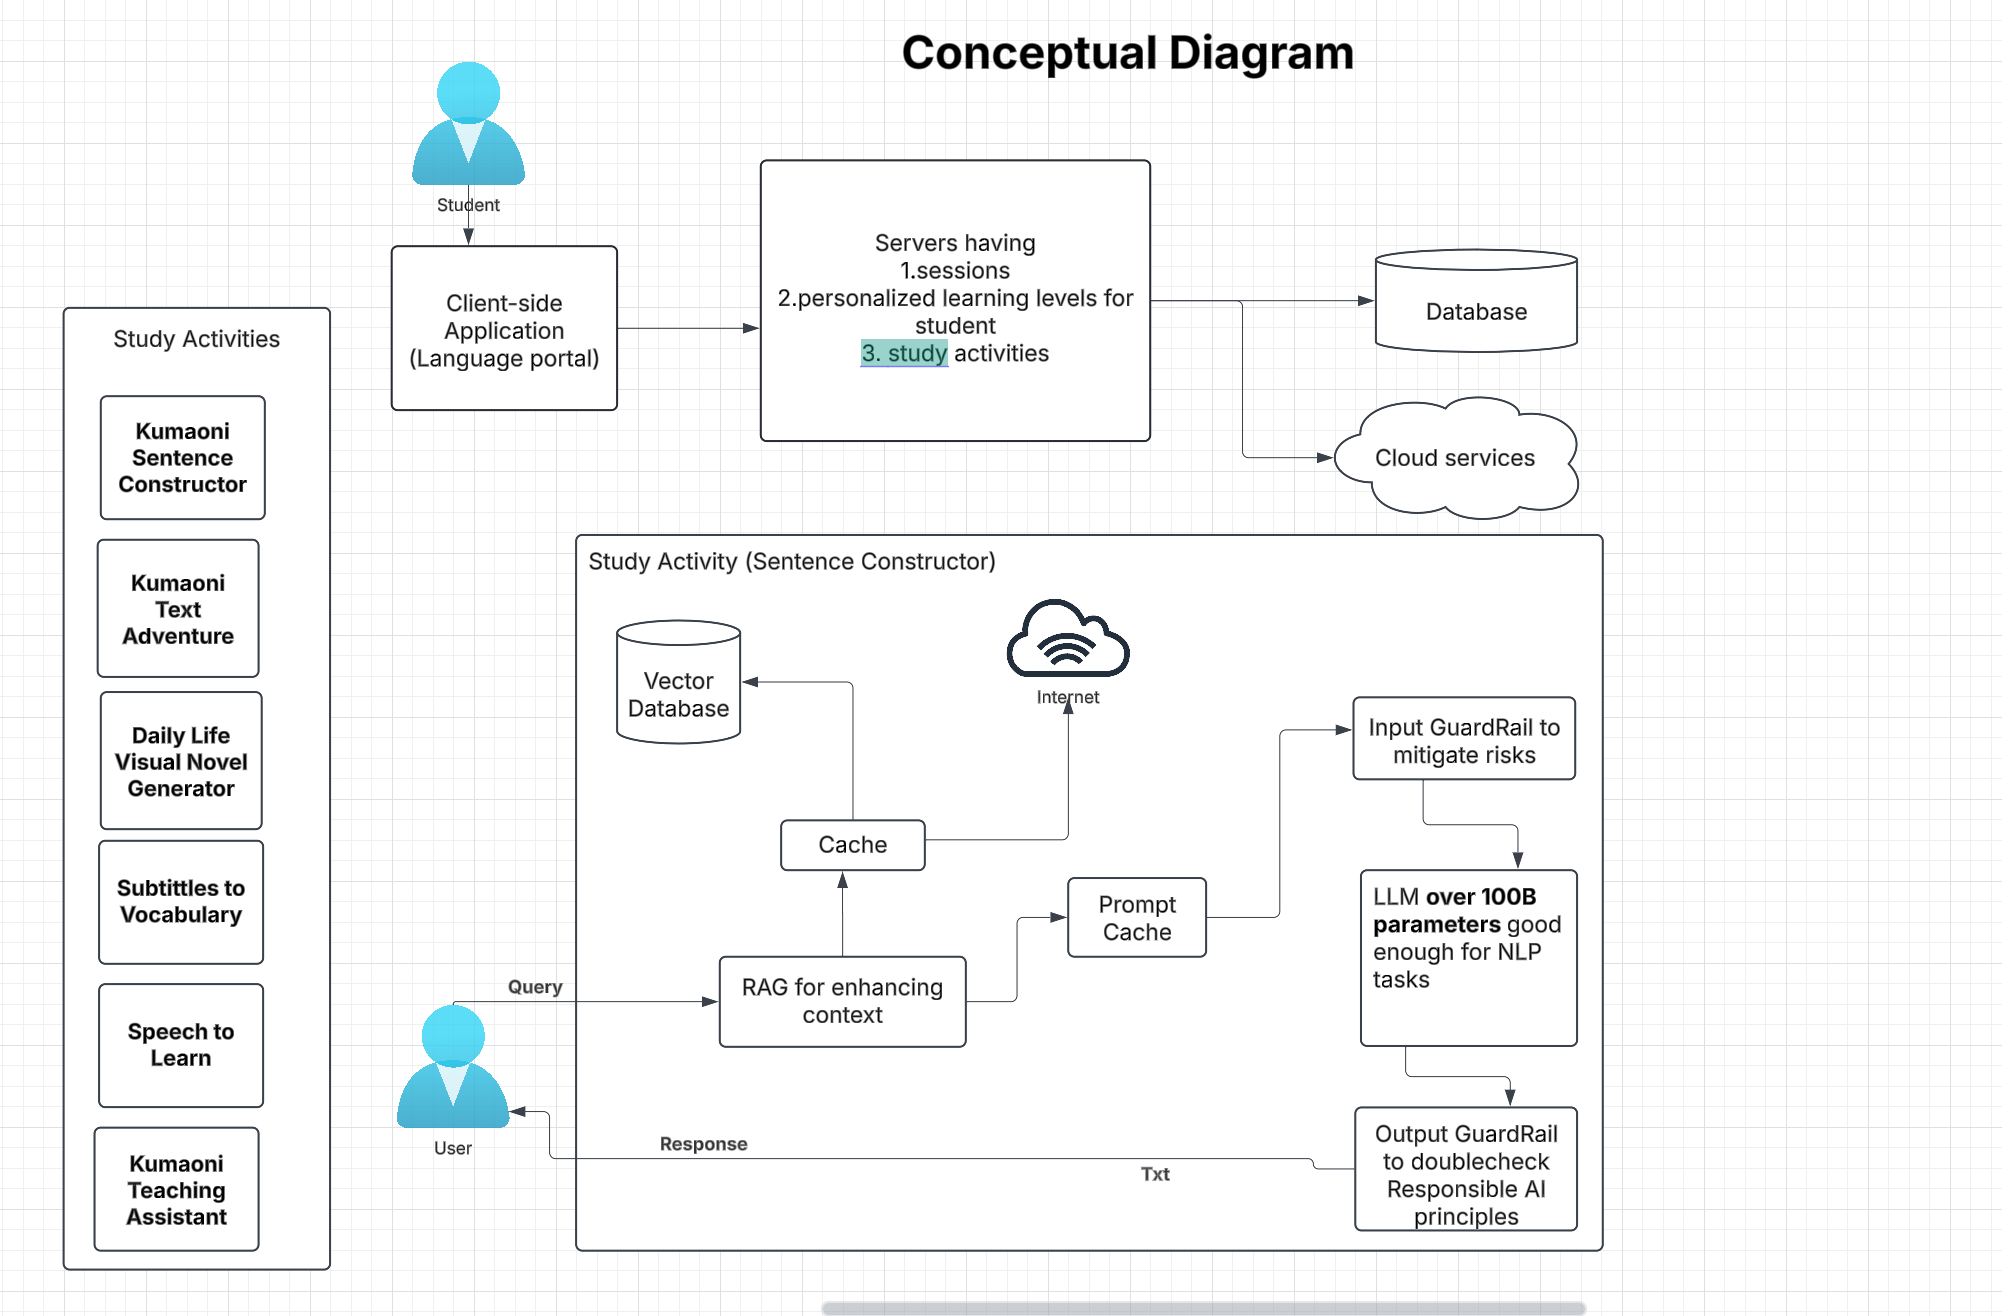 Conceptual Diagram
Student
Client-side
Application
(Language portal)
Servers having
1.sessions
2.personalized learning levels for
student
3. study activities
Database
Cloud services
Study Activities
Kumaoni
Sentence
Constructor
Kumaoni
Text
Adventure
Daily Life
Visual Novel
Generator
Subtittles to
Vocabulary
Speech to
Learn
Kumaoni
Teaching
Assistant
Study Activity (Sentence Constructor)
Vector
Database
Internet
Cache
Input GuardRail to
mitigate risks
Prompt
Cache
LLM over 100B
parameters good
enough for NLP
tasks
Query
RAG for enhancing
context
User
Response
Txt
Output GuardRail
to doublecheck
Responsible AI
principles